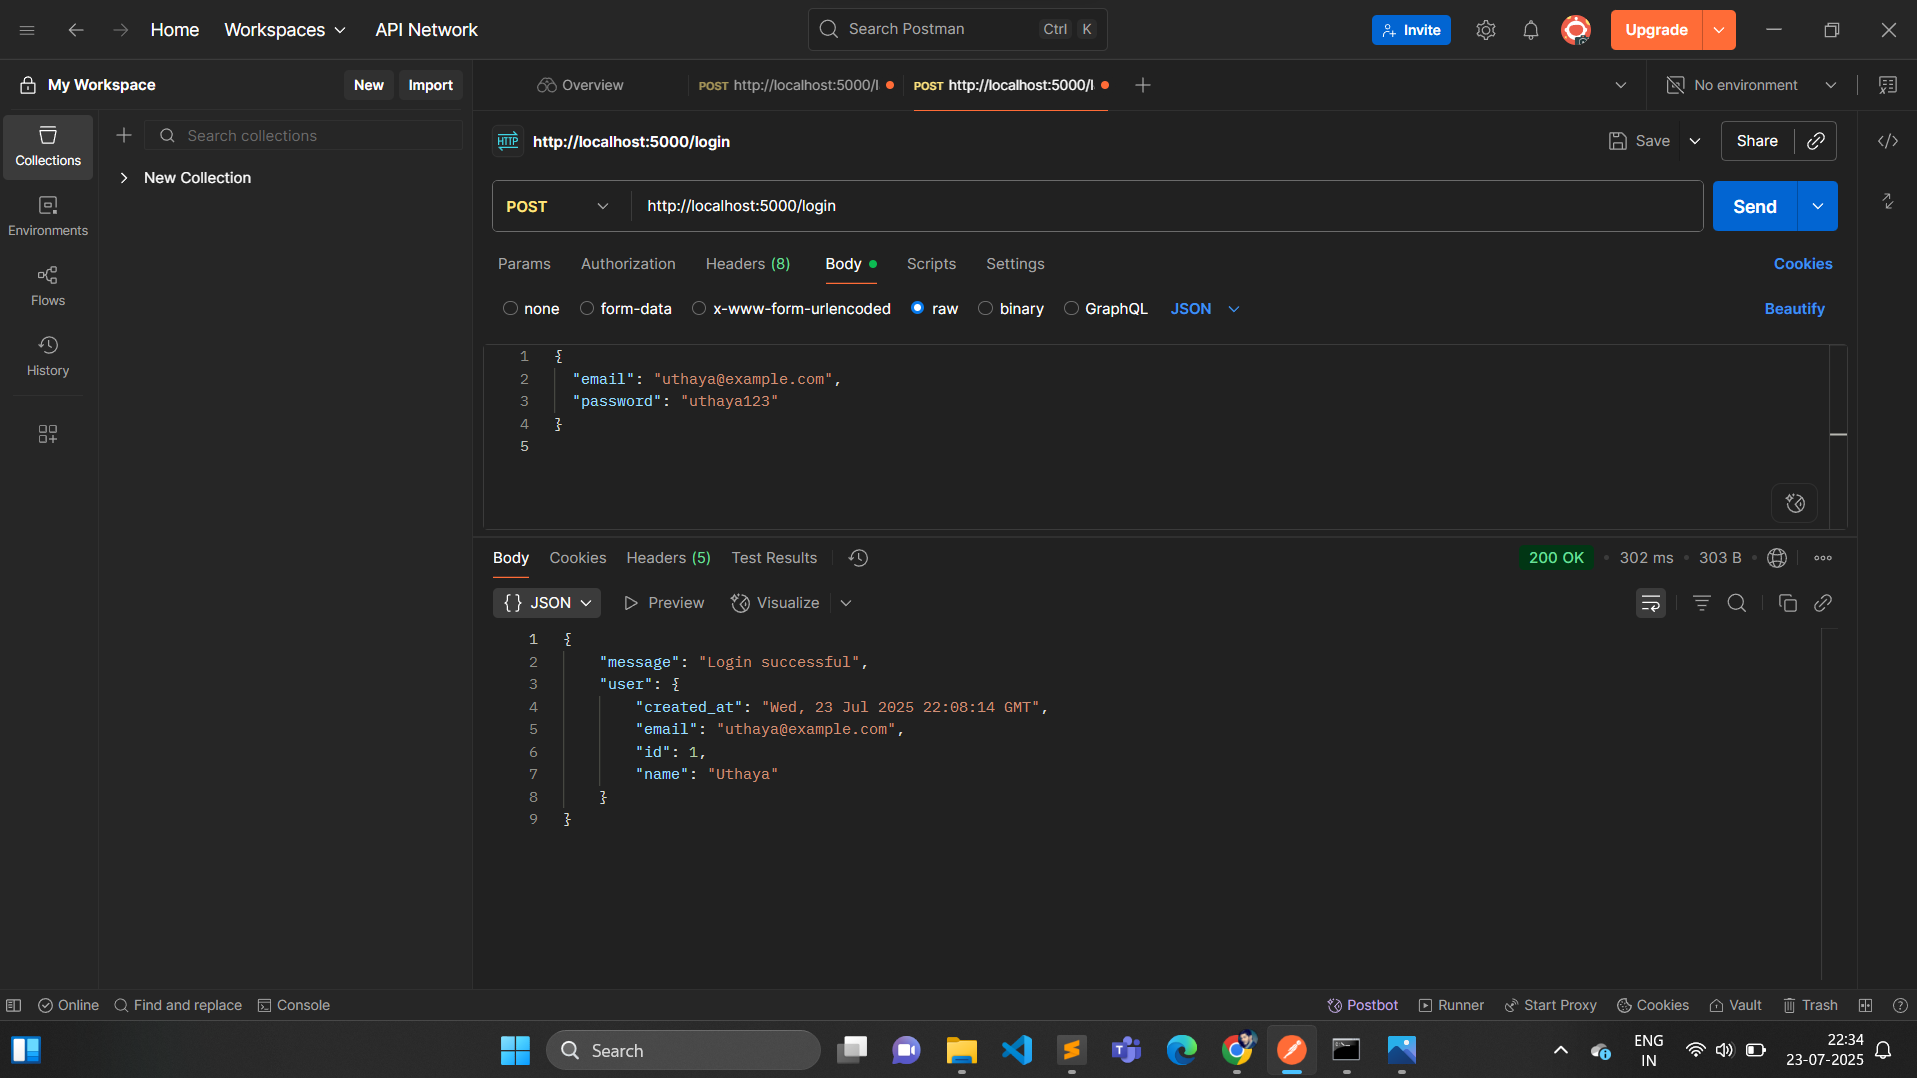 Home
Workspaces
API Network
Search Postman
Ctrl
K
Invite
Upgrade
My Workspace
New
Import
Overview
POST http://localhost:5000/l
POST http://localhost:5000/l
No environment
Collections
Search collections
New Collection
Environments
Flows
History
HTTP
http://localhost:5000/login
Save
Share
POST
http://localhost:5000/login
Send
Params
Authorization
Headers (8)
Body
Scripts
Settings
Cookies
none
form-data
x-www-form-urlencoded
raw
binary
GraphQL
JSON
Beautify
1 {
2 "email": "uthaya@example.com",
3 "password": "uthaya123"
4 }
5
Body
Cookies
Headers (5)
Test Results
200 OK
302 ms
303 B
{} JSON
Preview
Visualize
1 {
2 "message": "Login successful",
3 "user": {
4 "created_at": "Wed, 23 Jul 2025 22:08:14 GMT",
5 "email": "uthaya@example.com",
6 "id": 1,
7 "name": "Uthaya"
8 }
9 }
Online
Find and replace
Console
Postbot
Runner
Start Proxy
Cookies
Vault
Trash
Search
ENG
IN
22:34
23-07-2025